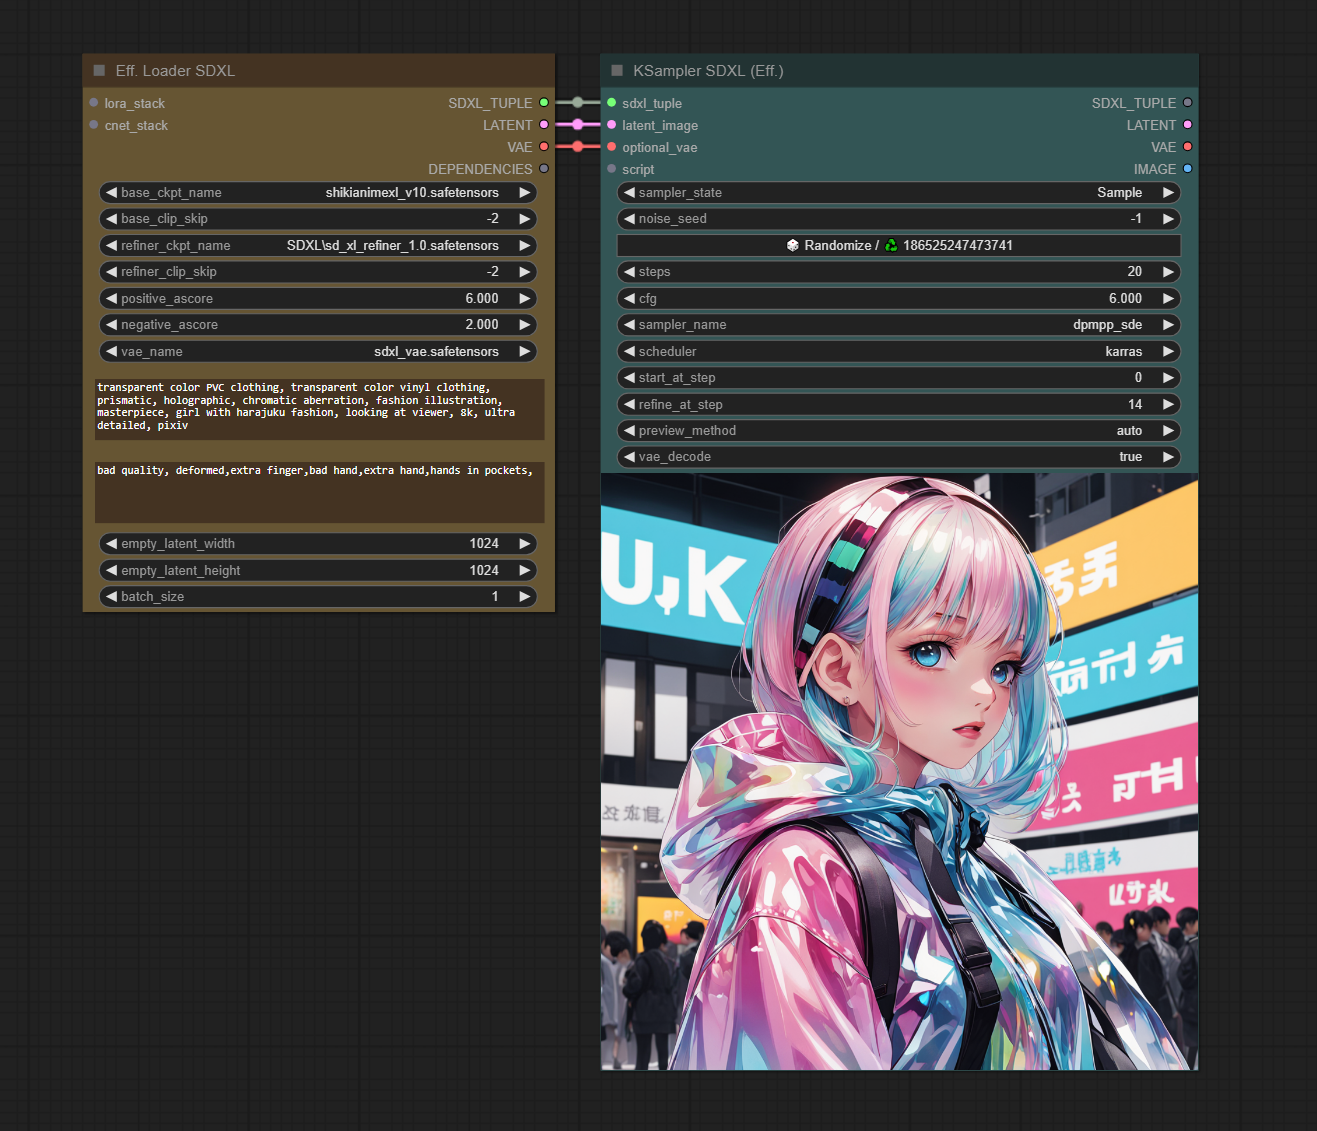 Eff. Loader SDXL
lora_stack SDXL_TUPLE
cnet_stack LATENT
VAE
DEPENDENCIES
base_ckpt_name shikianimexl_v10.safetensors
base_clip_skip -2
refiner_ckpt_name SDXL\sd_xl_refiner_1.0.safetensors
refiner_clip_skip -2
positive_ascore 6.000
negative_ascore 2.000
vae_name sdxl_vae.safetensors
transparent color PVC clothing, transparent color vinyl clothing,
prismatic, holographic, chromatic aberration, fashion illustration,
masterpiece, girl with harajuku fashion, looking at viewer, 8k, ultra
detailed, pixiv
bad quality, deformed,extra finger,bad hand,extra hand,hands in pockets,
empty_latent_width 1024
empty_latent_height 1024
batch_size 1
KSampler SDXL (Eff.)
sdxl_tuple SDXL_TUPLE
latent_image LATENT
optional_vae VAE
script IMAGE
sampler_state Sample
noise_seed -1
Randomize / 186525247473741
steps 20
cfg 6.000
sampler_name dpmpp_sde
scheduler karras
start_at_step 0
refine_at_step 14
preview_method auto
vae_decode true